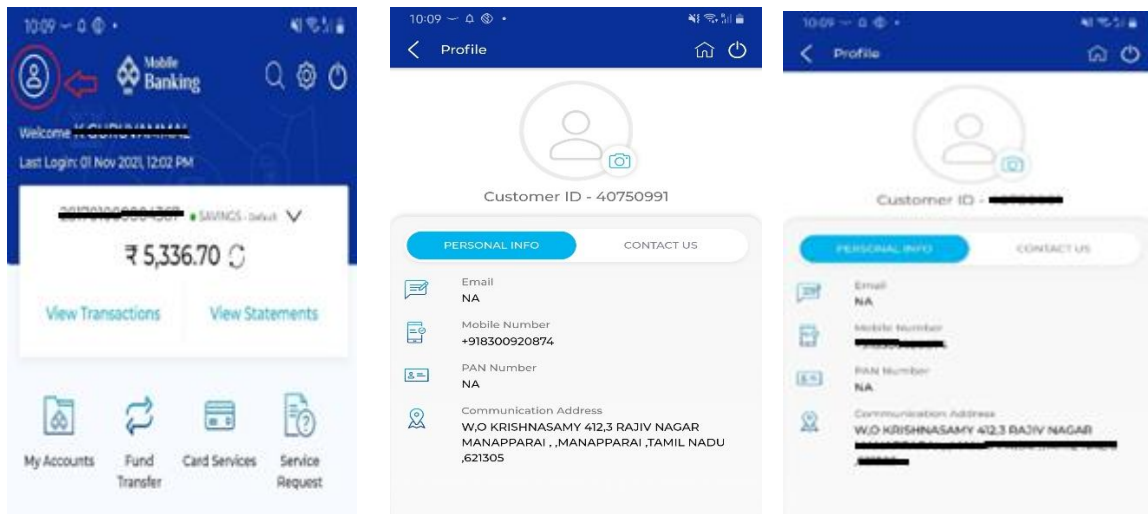 10:09
Mobile
Banking
Welcome
Last Login: 01 Nov 2021, 12:02 PM
SAVINGS - Default
₹ 5,336.70
View Transactions
View Statements
My Accounts
Fund
Transfer
Card Services
Service
Request
10:09
Profile
Customer ID - 40750991
PERSONAL INFO
CONTACT US
Email
NA
Mobile Number
+918300920874
PAN Number
NA
Communication Address
W,O KRISHNASAMY 412,3 RAJIV NAGAR
MANAPPARAI , ,MANAPPARAI ,TAMIL NADU
,621305
10:09
Profile
Customer ID -
PERSONAL INFO
CONTACT US
Email
NA
Mobile Number
PAN Number
NA
Communication Address
W,O KRISHNASAMY 412,3 RAJIV NAGAR